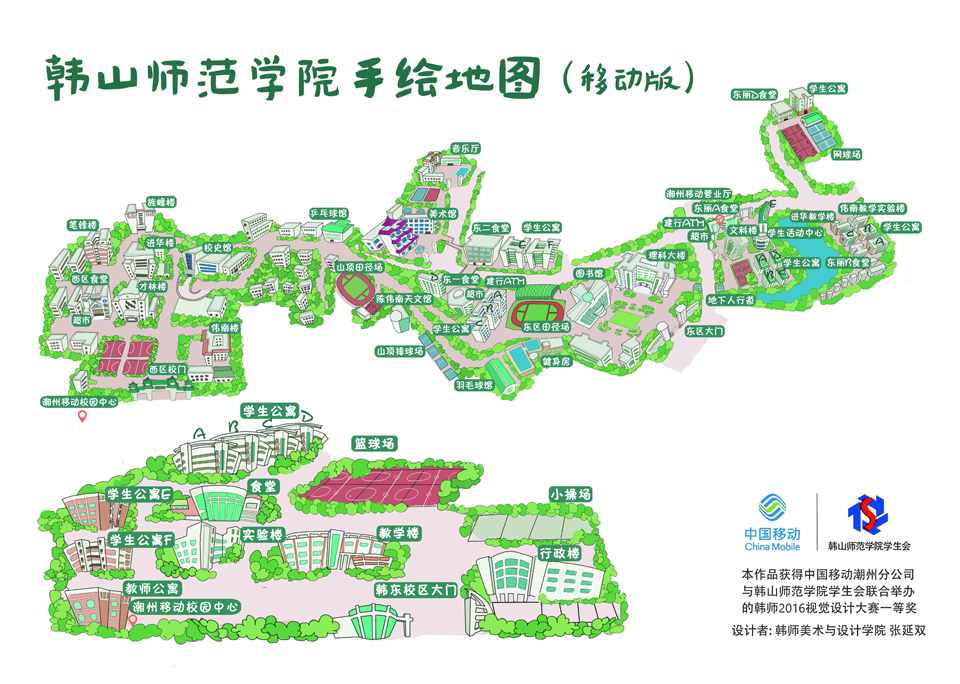 韩山师范学院手绘地图（移动版）
东丽D食堂
学生公寓
网球场
音乐厅
潮州移动营业厅
东丽A食堂
建行ATM
超市
文科楼
E
进华教学楼
伟南教学实验楼
学生公寓
学生活动中心
学生公寓
东丽B食堂
地下人行道
旌峰楼
笔锋楼
进华楼
校史馆
乒乓球馆
美术馆
东二食堂
学生公寓
西区食堂
才林楼
山顶田径场
陈伟南天文馆
东一食堂
建行ATM
超市
图书馆
理科大楼
超市
伟南楼
学生公寓
东区田径场
东区大门
山顶排球场
健身房
羽毛球馆
西区校门
潮州移动校园中心
学生公寓
A B C D
篮球场
学生公寓E
食堂
小操场
学生公寓F
实验楼
教学楼
行政楼
教师公寓
韩东校区大门
潮州移动校园中心
中国移动
China Mobile
韩山师范学院学生会
本作品获得中国移动潮州分公司
与韩山师范学院学生会联合举办
的韩师2016视觉设计大赛一等奖
设计者: 韩师美术与设计学院 张延双